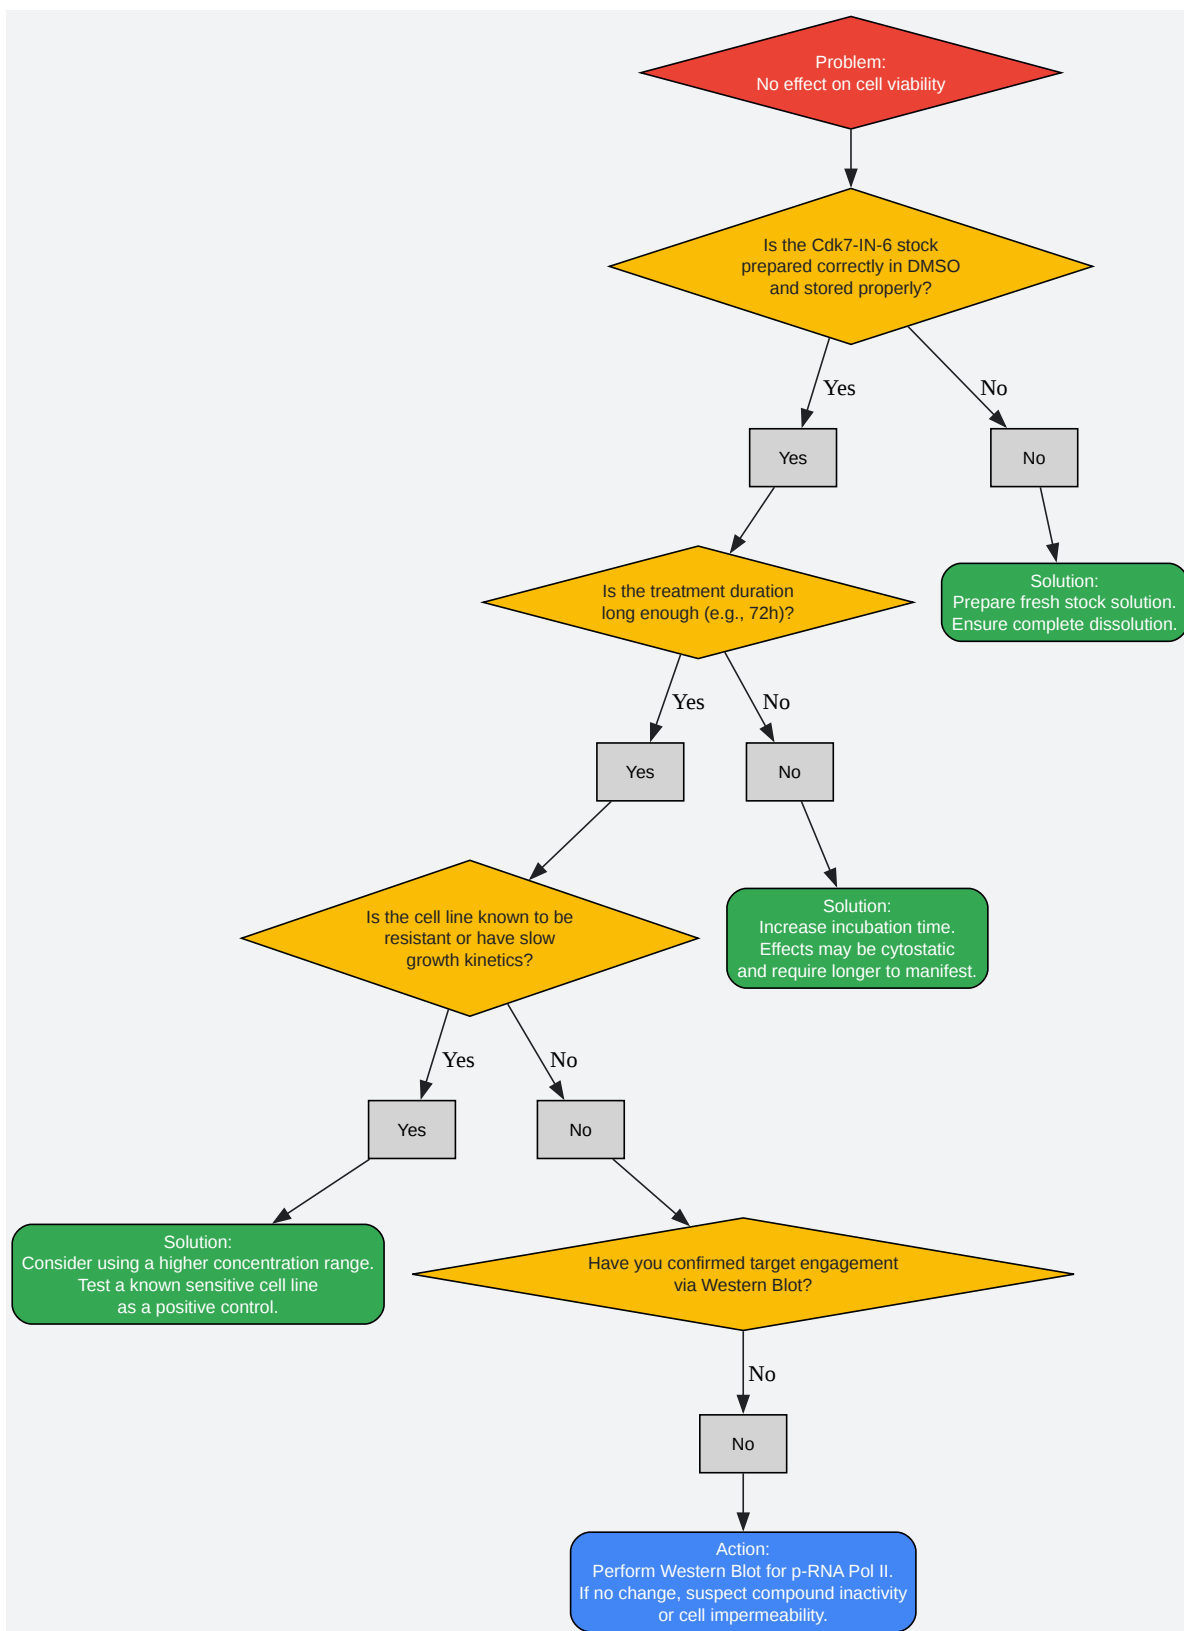 Problem:
No effect on cell viability
Is the Cdk7-IN-6 stock
prepared correctly in DMSO
and stored properly?
Yes
No
Yes
No
Is the treatment duration
long enough (e.g., 72h)?
Solution:
Prepare fresh stock solution.
Ensure complete dissolution.
Yes
No
Yes
No
Is the cell line known to be
resistant or have slow
growth kinetics?
Solution:
Increase incubation time.
Effects may be cytostatic
and require longer to manifest.
Yes
No
Yes
No
Solution:
Consider using a higher concentration range.
Test a known sensitive cell line
as a positive control.
Have you confirmed target engagement
via Western Blot?
No
No
Action:
Perform Western Blot for p-RNA Pol II.
If no change, suspect compound inactivity
or cell impermeability.